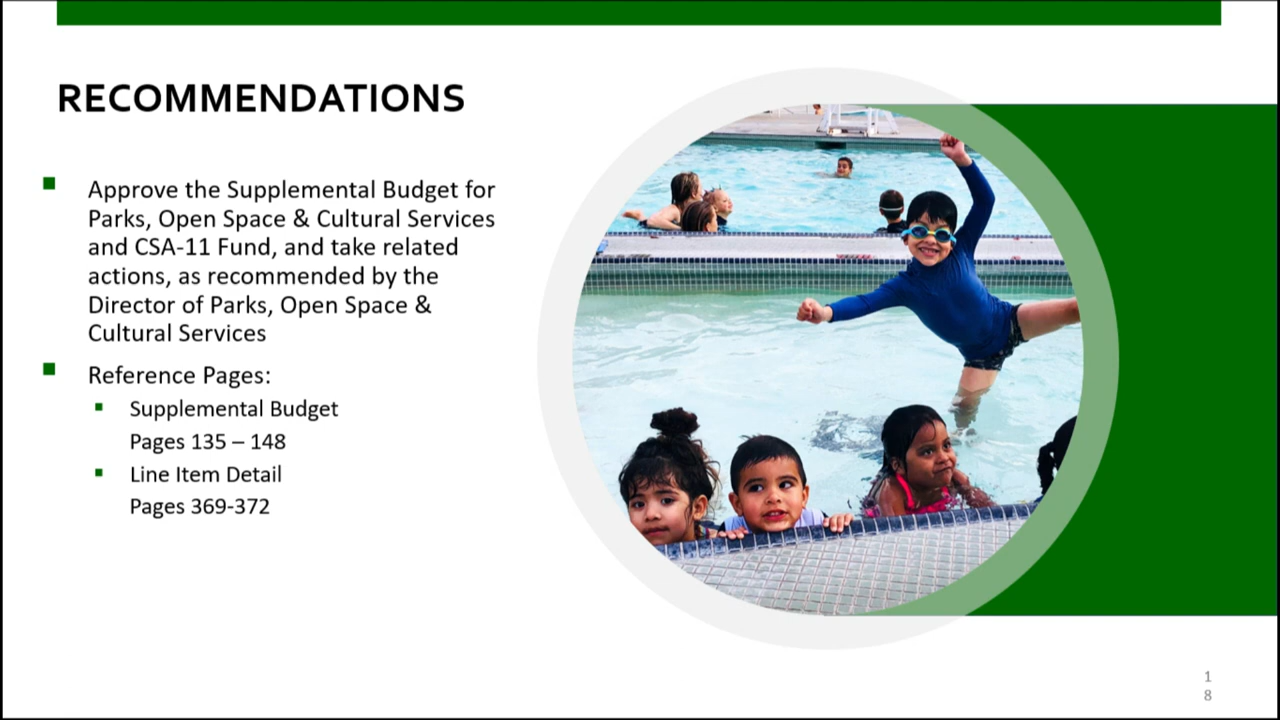 RECOMMENDATIONS
Approve the Supplemental Budget for
Parks, Open Space & Cultural Services
and CSA-11 Fund, and take related
actions, as recommended by the
Director of Parks, Open Space &
Cultural Services
Reference Pages:
Supplemental Budget
Pages 135 – 148
Line Item Detail
Pages 369-372
1
8